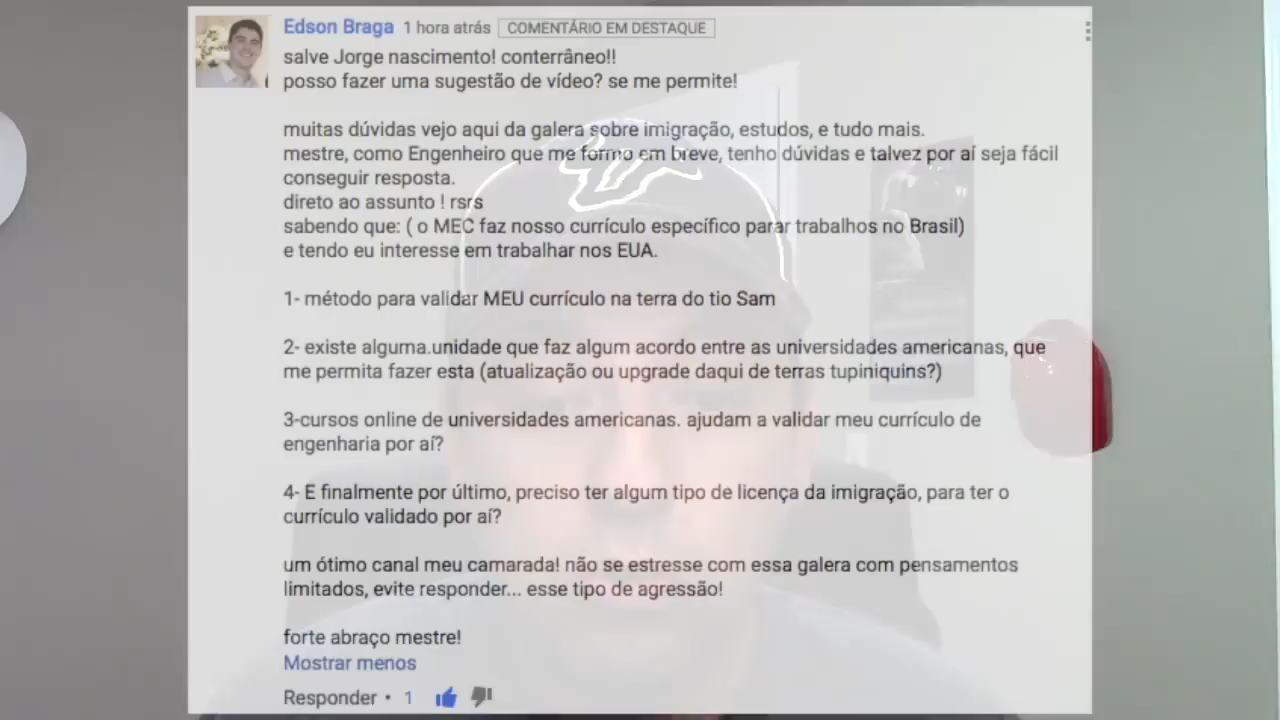 Edson Braga 1 hora atrás COMENTÁRIO EM DESTAQUE
salve Jorge nascimento! conterrâneo!!
posso fazer uma sugestão de vídeo? se me permite!
muitas dúvidas vejo aqui da galera sobre imigração, estudos, e tudo mais.
mestre, como Engenheiro que me formo em breve, tenho dúvidas e talvez por aí seja fácil
conseguir resposta.
direto ao assunto ! rsrs
sabendo que: ( o MEC faz nosso currículo específico parar trabalhos no Brasil)
e tendo eu interesse em trabalhar nos EUA.
1- método para validar MEU currículo na terra do tio Sam
2- existe alguma.unidade que faz algum acordo entre as universidades americanas, que
me permita fazer esta (atualização ou upgrade daqui de terras tupiniquins?)
3-cursos online de universidades americanas. ajudam a validar meu currículo de
engenharia por aí?
4- E finalmente por último, preciso ter algum tipo de licença da imigração, para ter o
currículo validado por aí?
um ótimo canal meu camarada! não se estresse com essa galera com pensamentos
limitados, evite responder... esse tipo de agressão!
forte abraço mestre!
Mostrar menos
Responder • 1